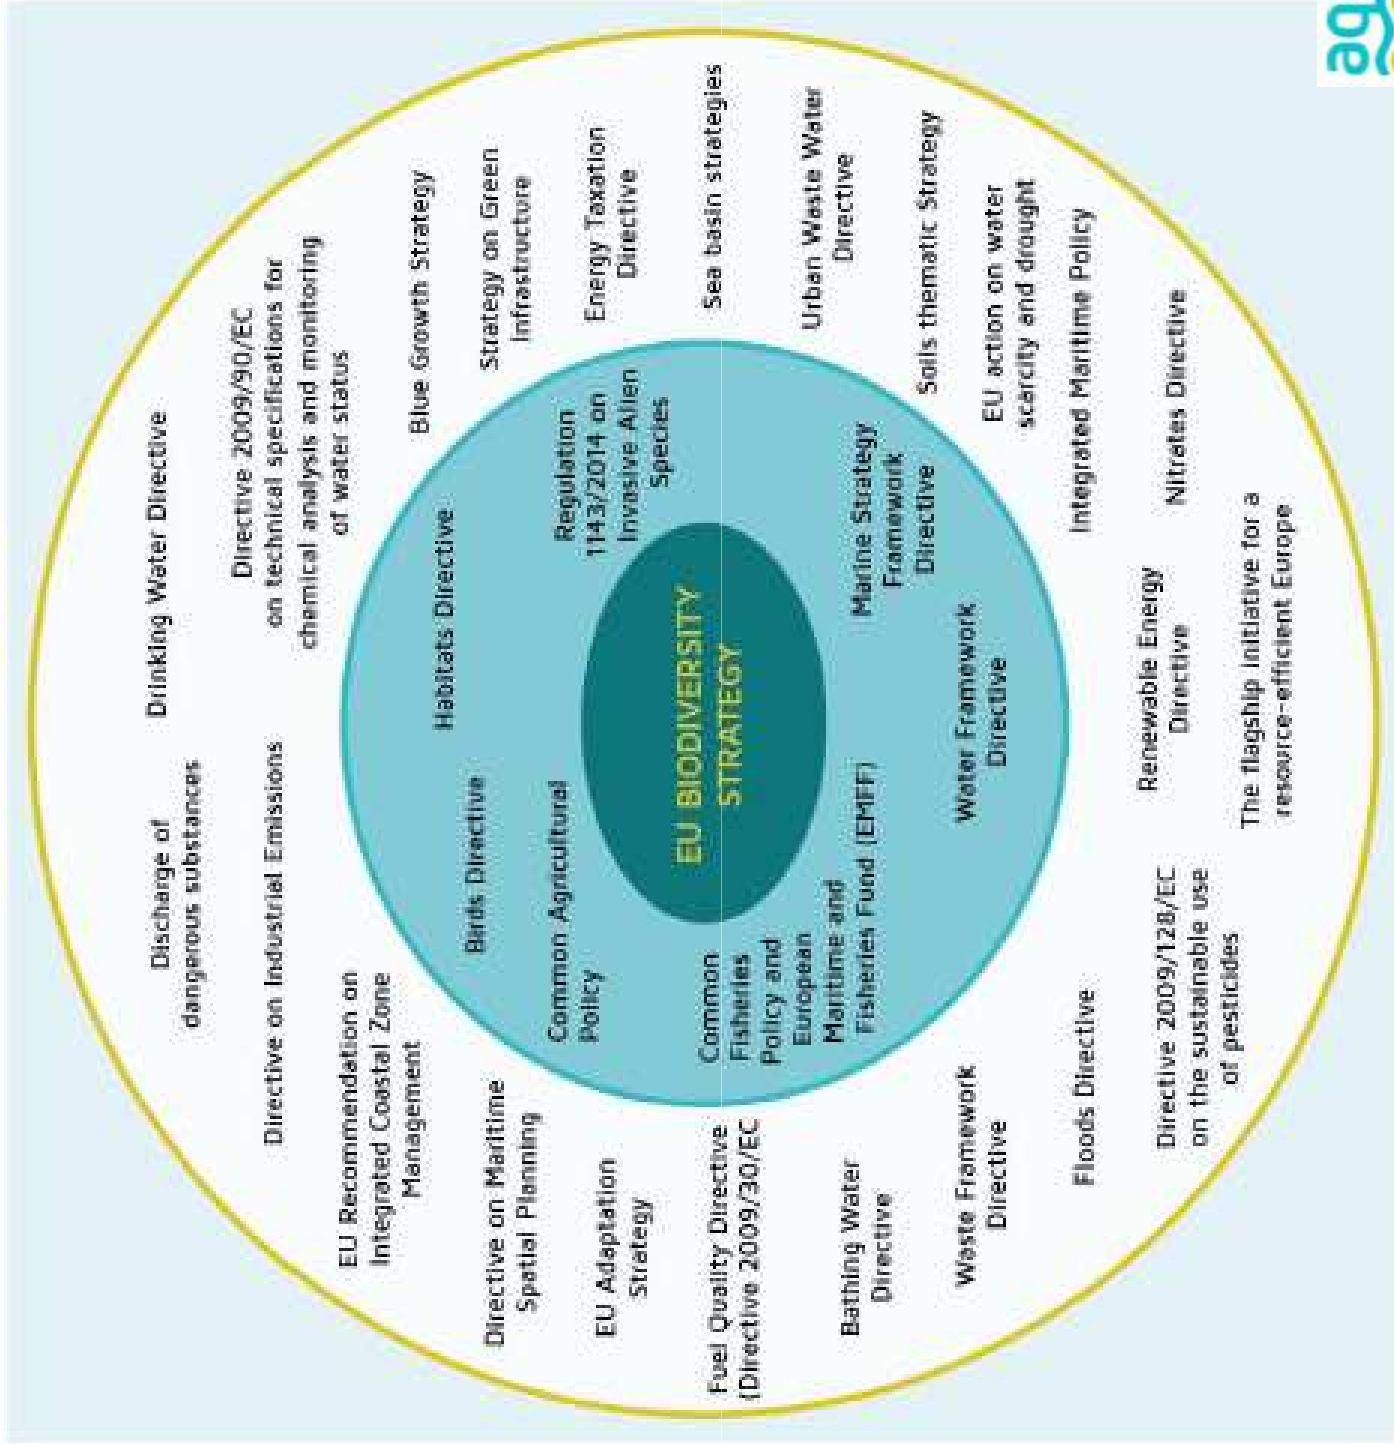 Discharge of
dangerous substances
Drinking Water Directive
Directive on Industrial Emissions
Directive 2009/90/EC
on technical specifications for
chemical analysis and monitoring
of water status
EU Recommendation on
Integrated Coastal Zone
Management
Blue Growth Strategy
Habitats Directive
Birds Directive
Directive on Maritime
Spatial Planning
Strategy on Green
Infrastructure
Common Agricultural
Policy
Regulation
1143/2014 on
Invasive Alien
Species
EU Adaptation
Strategy
Energy Taxation
Directive
EU BIODIVERSITY
STRATEGY
Fuel Quality Directive
(Directive 2009/30/EC
Common
Fisheries
Policy and
European
Maritime and
Fisheries Fund (EMFF)
Sea basin strategies
Urban Waste Water
Directive
Marine Strategy
Framework
Directive
Bathing Water
Directive
Soils thematic Strategy
Water Framework
Directive
Waste Framework
Directive
EU action on water
scarcity and drought
Floods Directive
Integrated Maritime Policy
Directive 2009/128/EC
on the sustainable use
of pesticides
Renewable Energy
Directive
Nitrates Directive
The flagship initiative for a
resource-efficient Europe